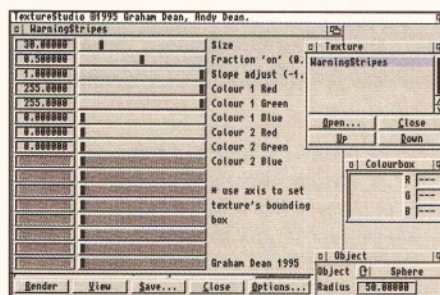 TextureStudio ©1995 Graham Dean, Andy Dean.
WarningStripes
30.00000 Size
0.50000 Fraction 'on' (0.
1.00000 Slope adjust (-1.
255.0000 Colour 1 Red
255.0000 Colour 1 Green
0.000000 Colour 1 Blue
0.000000 Colour 2 Red
0.000000 Colour 2 Green
Colour 2 Blue
* use axis to set
texture's bounding
box
Graham Dean 1995
Render View Save... Close Options...
Texture
WarningStripes
Open... Close
Up Down
Colourbox
R ---
G ---
B ---
Object
Object Sphere
Radius 50.00000